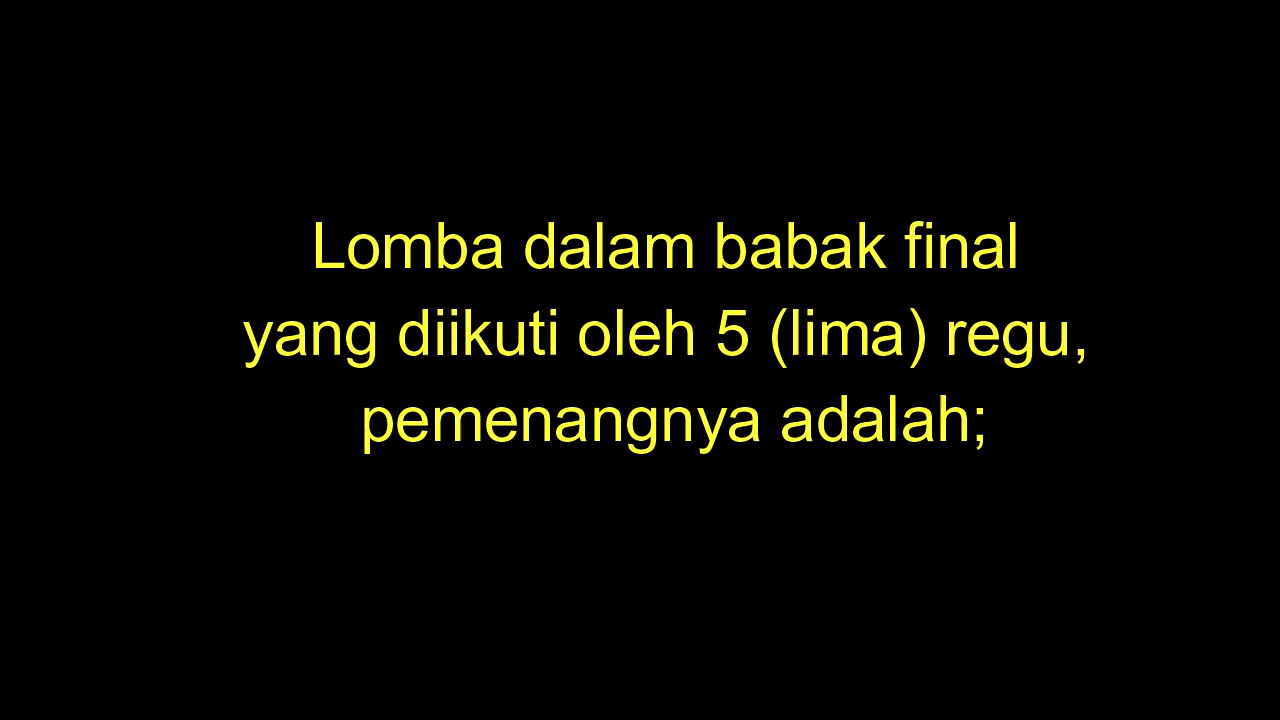 Lomba dalam babak final
yang diikuti oleh 5 (lima) regu,
pemenangnya adalah;